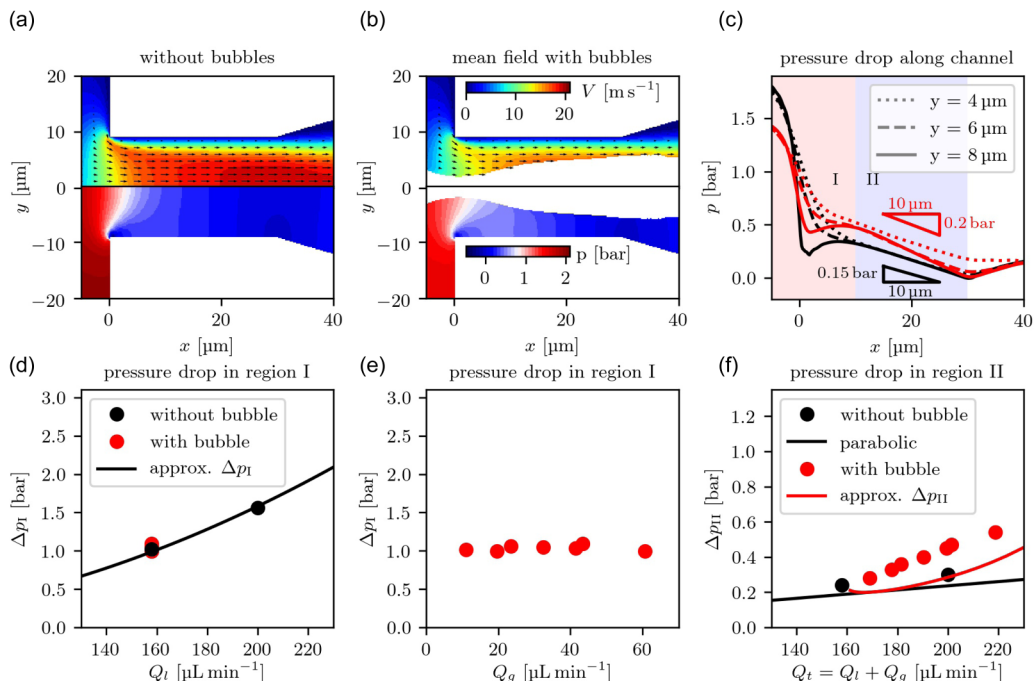 (a)
(b)
(c)
without bubbles
mean field with bubbles
pressure drop along channel
20
10
0
−10
−20
y [µm]
0
10
20
30
40
x [µm]
20
10
0
−10
−20
y [µm]
V [m s⁻¹]
0
10
20
p [bar]
0
1
2
0
10
20
30
40
x [µm]
1.5
1.0
0.5
0.0
p [bar]
y = 4 µm
y = 6 µm
y = 8 µm
I
II
10 µm
0.2 bar
0.15 bar
10 µm
0
20
40
x [µm]
(d)
(e)
(f)
pressure drop in region I
pressure drop in region I
pressure drop in region II
3.0
2.5
2.0
1.5
1.0
0.5
0.0
Δp_I [bar]
without bubble
with bubble
approx. Δp_I
140
160
180
200
220
Q_l [µL min⁻¹]
3.0
2.5
2.0
1.5
1.0
0.5
0.0
Δp_I [bar]
0
20
40
60
Q_g [µL min⁻¹]
1.2
1.0
0.8
0.6
0.4
0.2
0.0
Δp_II [bar]
without bubble
parabolic
with bubble
approx. Δp_II
140
160
180
200
220
Q_t = Q_l + Q_g [µL min⁻¹]